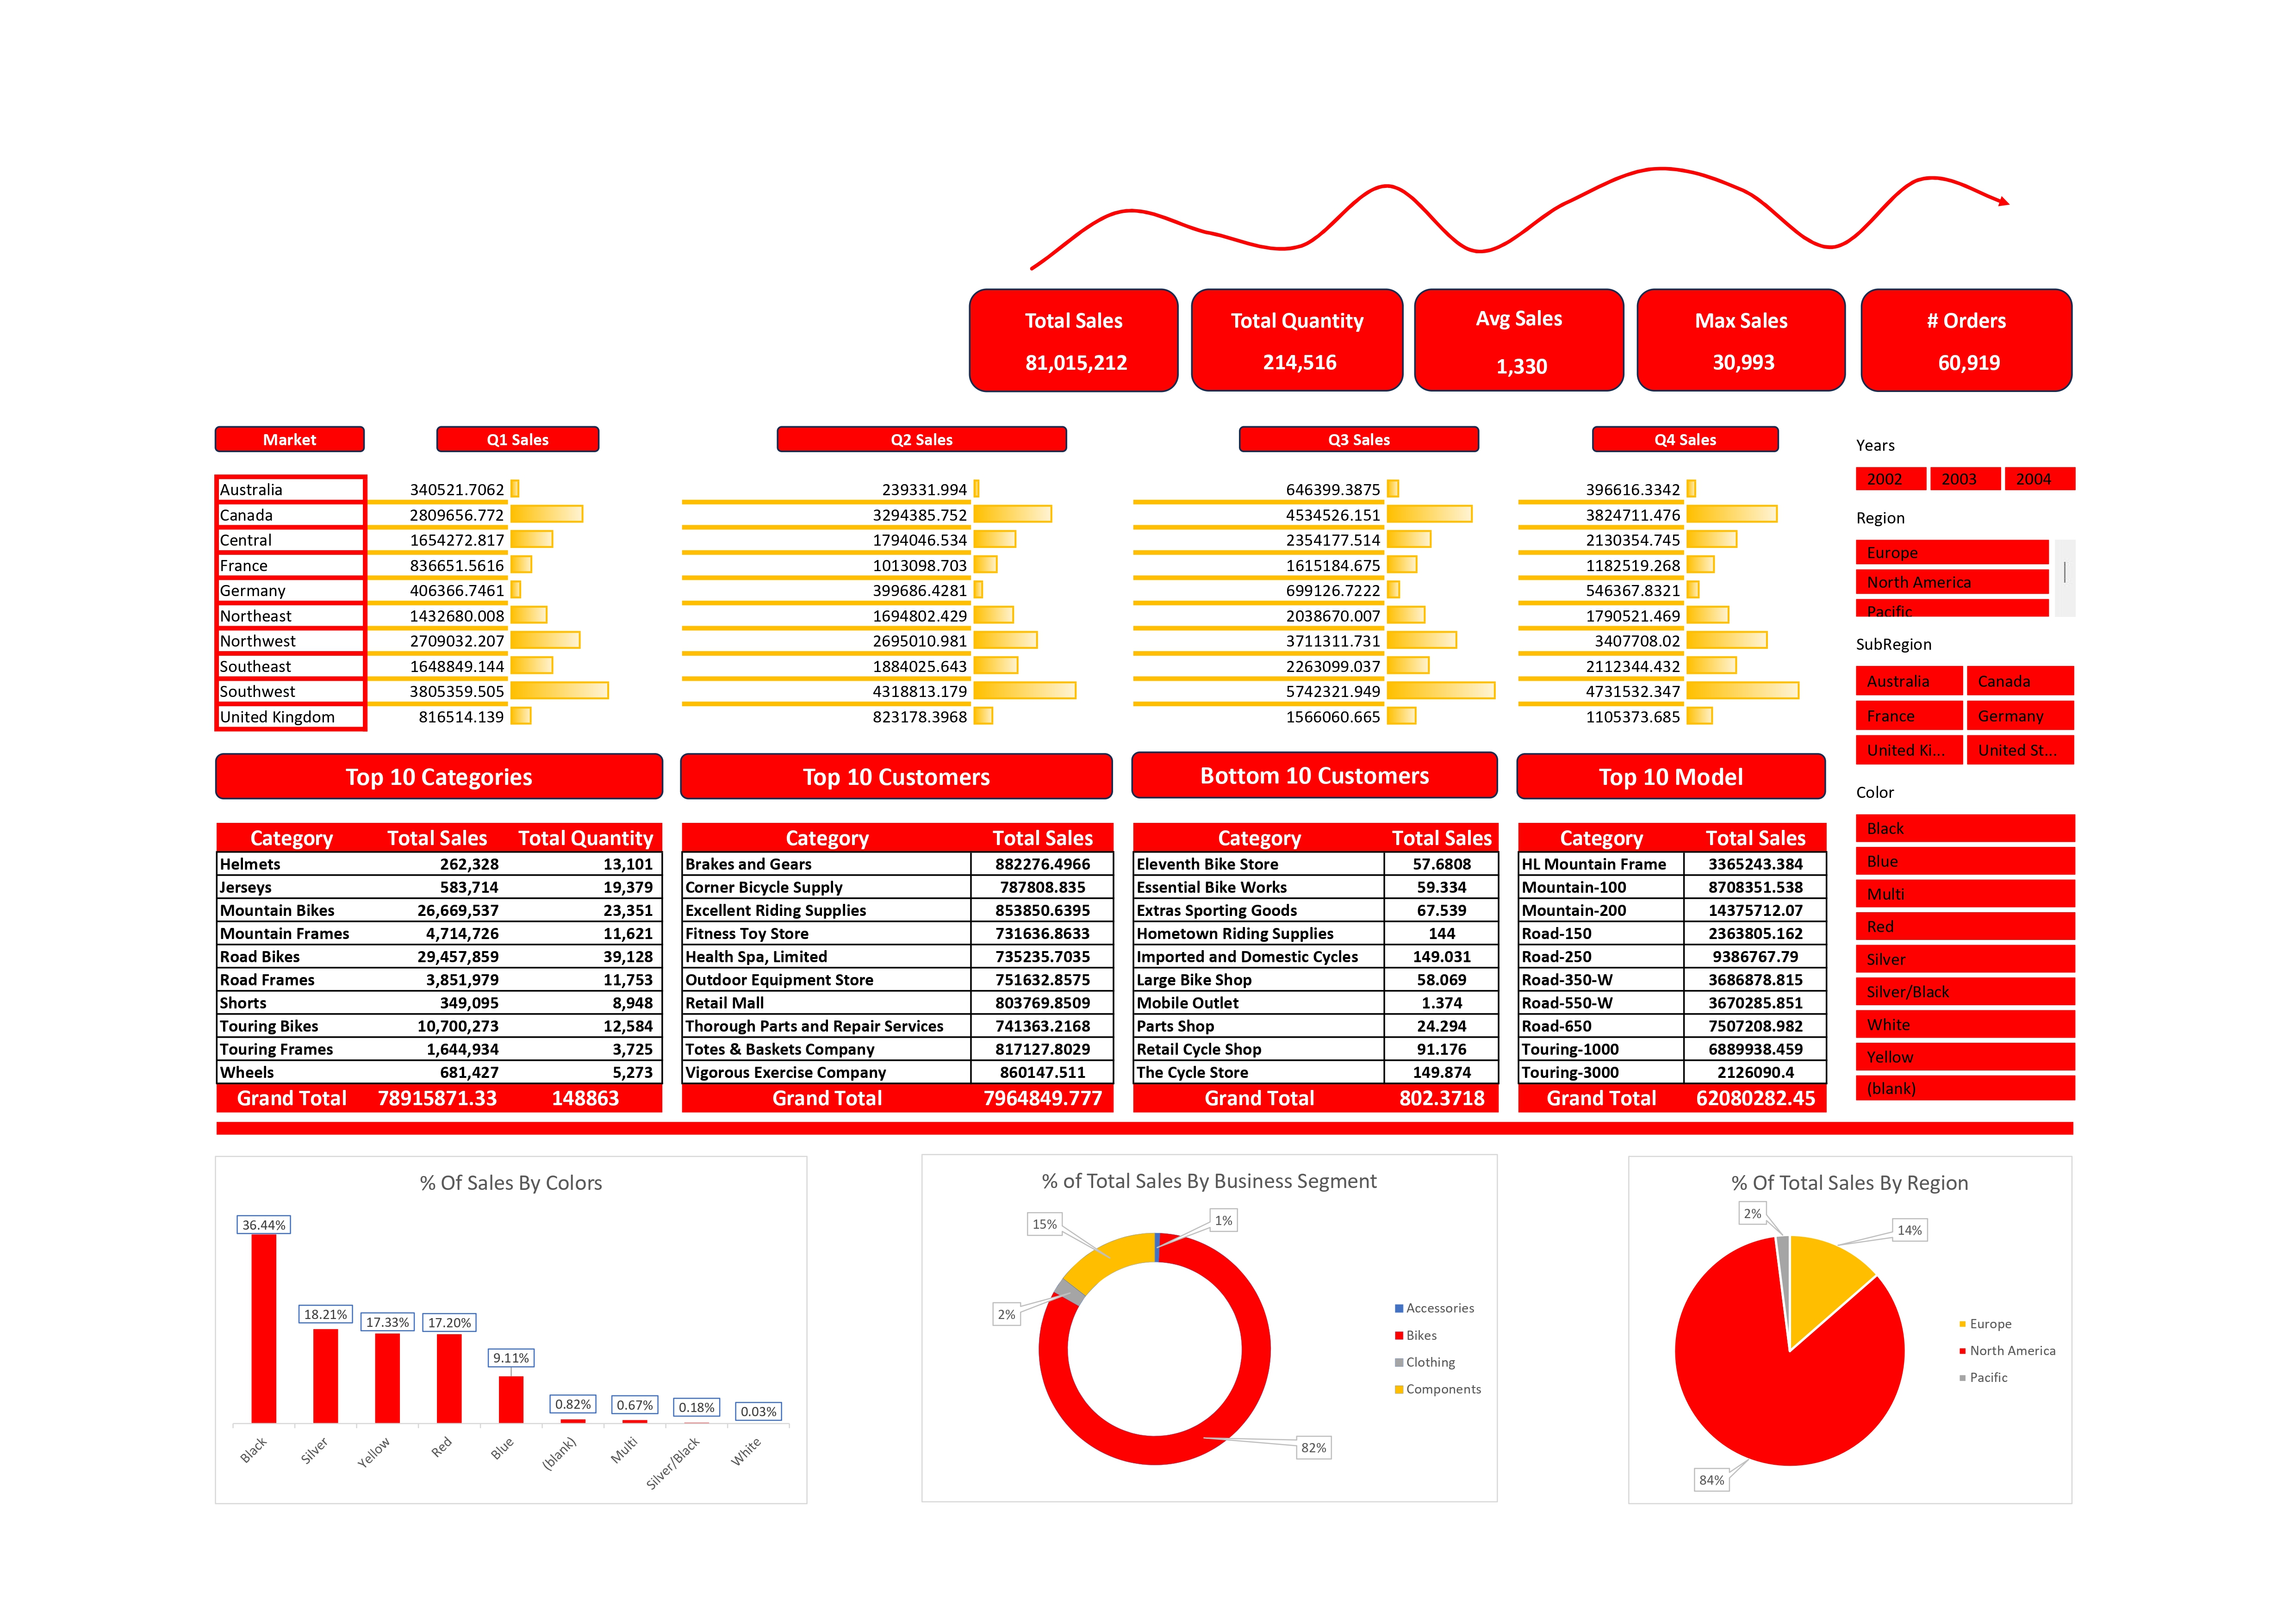 Total Sales
81,015,212
Total Quantity
214,516
Avg Sales
1,330
Max Sales
30,993
# Orders
60,919
Market Q1 Sales Q2 Sales Q3 Sales Q4 Sales
Australia 340521.7062 239331.994 646399.3875 396616.3342
Canada 2809656.772 3294385.752 4534526.151 3824711.476
Central 1654272.817 1794046.534 2354177.514 2130354.745
France 836651.5616 1013098.703 1615184.675 1182519.268
Germany 406366.7461 399686.4281 699126.7222 546367.8321
Northeast 1432680.008 1694802.429 2038670.007 1790521.469
Northwest 2709032.207 2695010.981 3711311.731 3407708.02
Southeast 1648849.144 1884025.643 2263099.037 2112344.432
Southwest 3805359.505 4318813.179 5742321.949 4731532.347
United Kingdom 816514.139 823178.3968 1566060.665 1105373.685
Years
2002 2003 2004
Region
Europe
North America
Pacific
SubRegion
Australia Canada
France Germany
United Ki... United St...
Color
Black
Blue
Multi
Red
Silver
Silver/Black
White
Yellow
(blank)
Top 10 Categories
Category Total Sales Total Quantity
Helmets 262,328 13,101
Jerseys 583,714 19,379
Mountain Bikes 26,669,537 23,351
Mountain Frames 4,714,726 11,621
Road Bikes 29,457,859 39,128
Road Frames 3,851,979 11,753
Shorts 349,095 8,948
Touring Bikes 10,700,273 12,584
Touring Frames 1,644,934 3,725
Wheels 681,427 5,273
Grand Total 78915871.33 148863
Top 10 Customers
Category Total Sales
Brakes and Gears 882276.4966
Corner Bicycle Supply 787808.835
Excellent Riding Supplies 853850.6395
Fitness Toy Store 731636.8633
Health Spa, Limited 735235.7035
Outdoor Equipment Store 751632.8575
Retail Mall 803769.8509
Thorough Parts and Repair Services 741363.2168
Totes & Baskets Company 817127.8029
Vigorous Exercise Company 860147.511
Grand Total 7964849.777
Bottom 10 Customers
Category Total Sales
Eleventh Bike Store 57.6808
Essential Bike Works 59.334
Extras Sporting Goods 67.539
Hometown Riding Supplies 144
Imported and Domestic Cycles 149.031
Large Bike Shop 58.069
Mobile Outlet 1.374
Parts Shop 24.294
Retail Cycle Shop 91.176
The Cycle Store 149.874
Grand Total 802.3718
Top 10 Model
Category Total Sales
HL Mountain Frame 3365243.384
Mountain-100 8708351.538
Mountain-200 14375712.07
Road-150 2363805.162
Road-250 9386767.79
Road-350-W 3686878.815
Road-550-W 3670285.851
Road-650 7507208.982
Touring-1000 6889938.459
Touring-3000 2126090.4
Grand Total 62080282.45
% Of Sales By Colors
36.44%
18.21%
17.33%
17.20%
9.11%
0.82%
0.67%
0.18%
0.03%
Black
Silver
Yellow
Red
Blue
(blank)
Multi
Silver/Black
White
% of Total Sales By Business Segment
15%
1%
2%
82%
Accessories
Bikes
Clothing
Components
% Of Total Sales By Region
2%
14%
84%
Europe
North America
Pacific